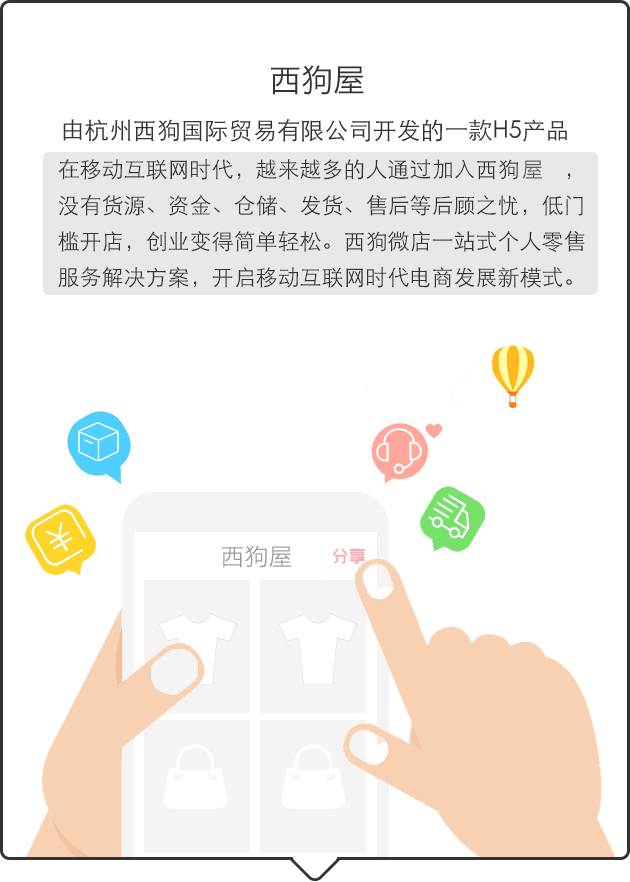 西狗屋
由杭州西狗国际贸易有限公司开发的一款H5产品
在移动互联网时代，越来越多的人通过加入西狗屋 ，
没有货源、资金、仓储、发货、售后等后顾之忧，低门
槛开店，创业变得简单轻松。西狗微店一站式个人零售
服务解决方案，开启移动互联网时代电商发展新模式。
¥
西狗屋 分享